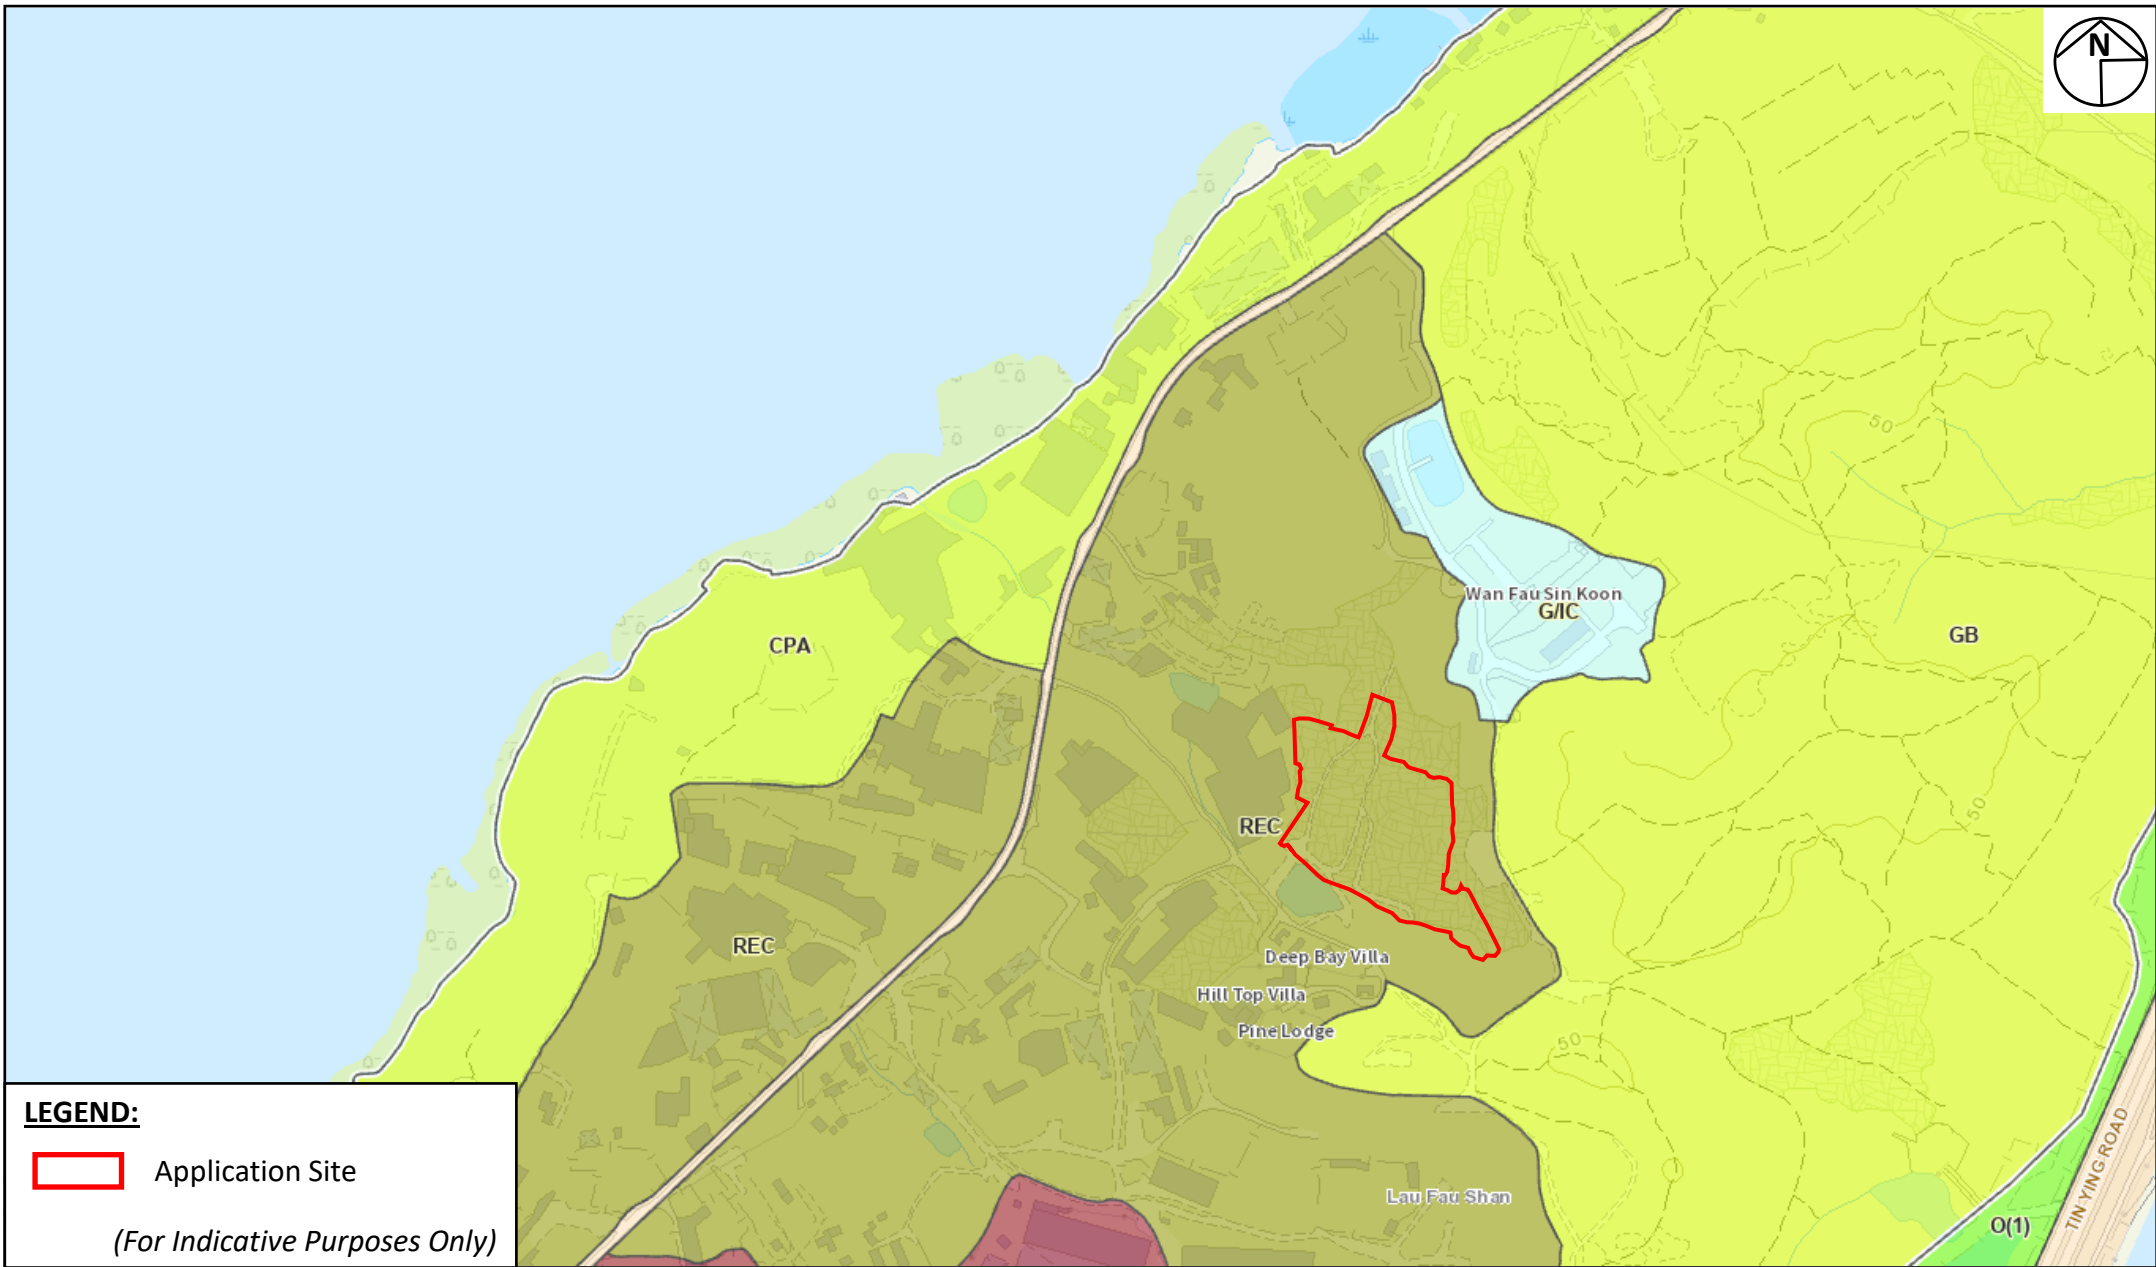 N
50
Wan Fau Sin Koon
G/IC
GB
CPA
50
REC
REC
Deep Bay Villa
Hill Top Villa
Pine Lodge
50
LEGEND:
Application Site
(For Indicative Purposes Only)
Lau Fau Shan
TIN YING ROAD
O(1)